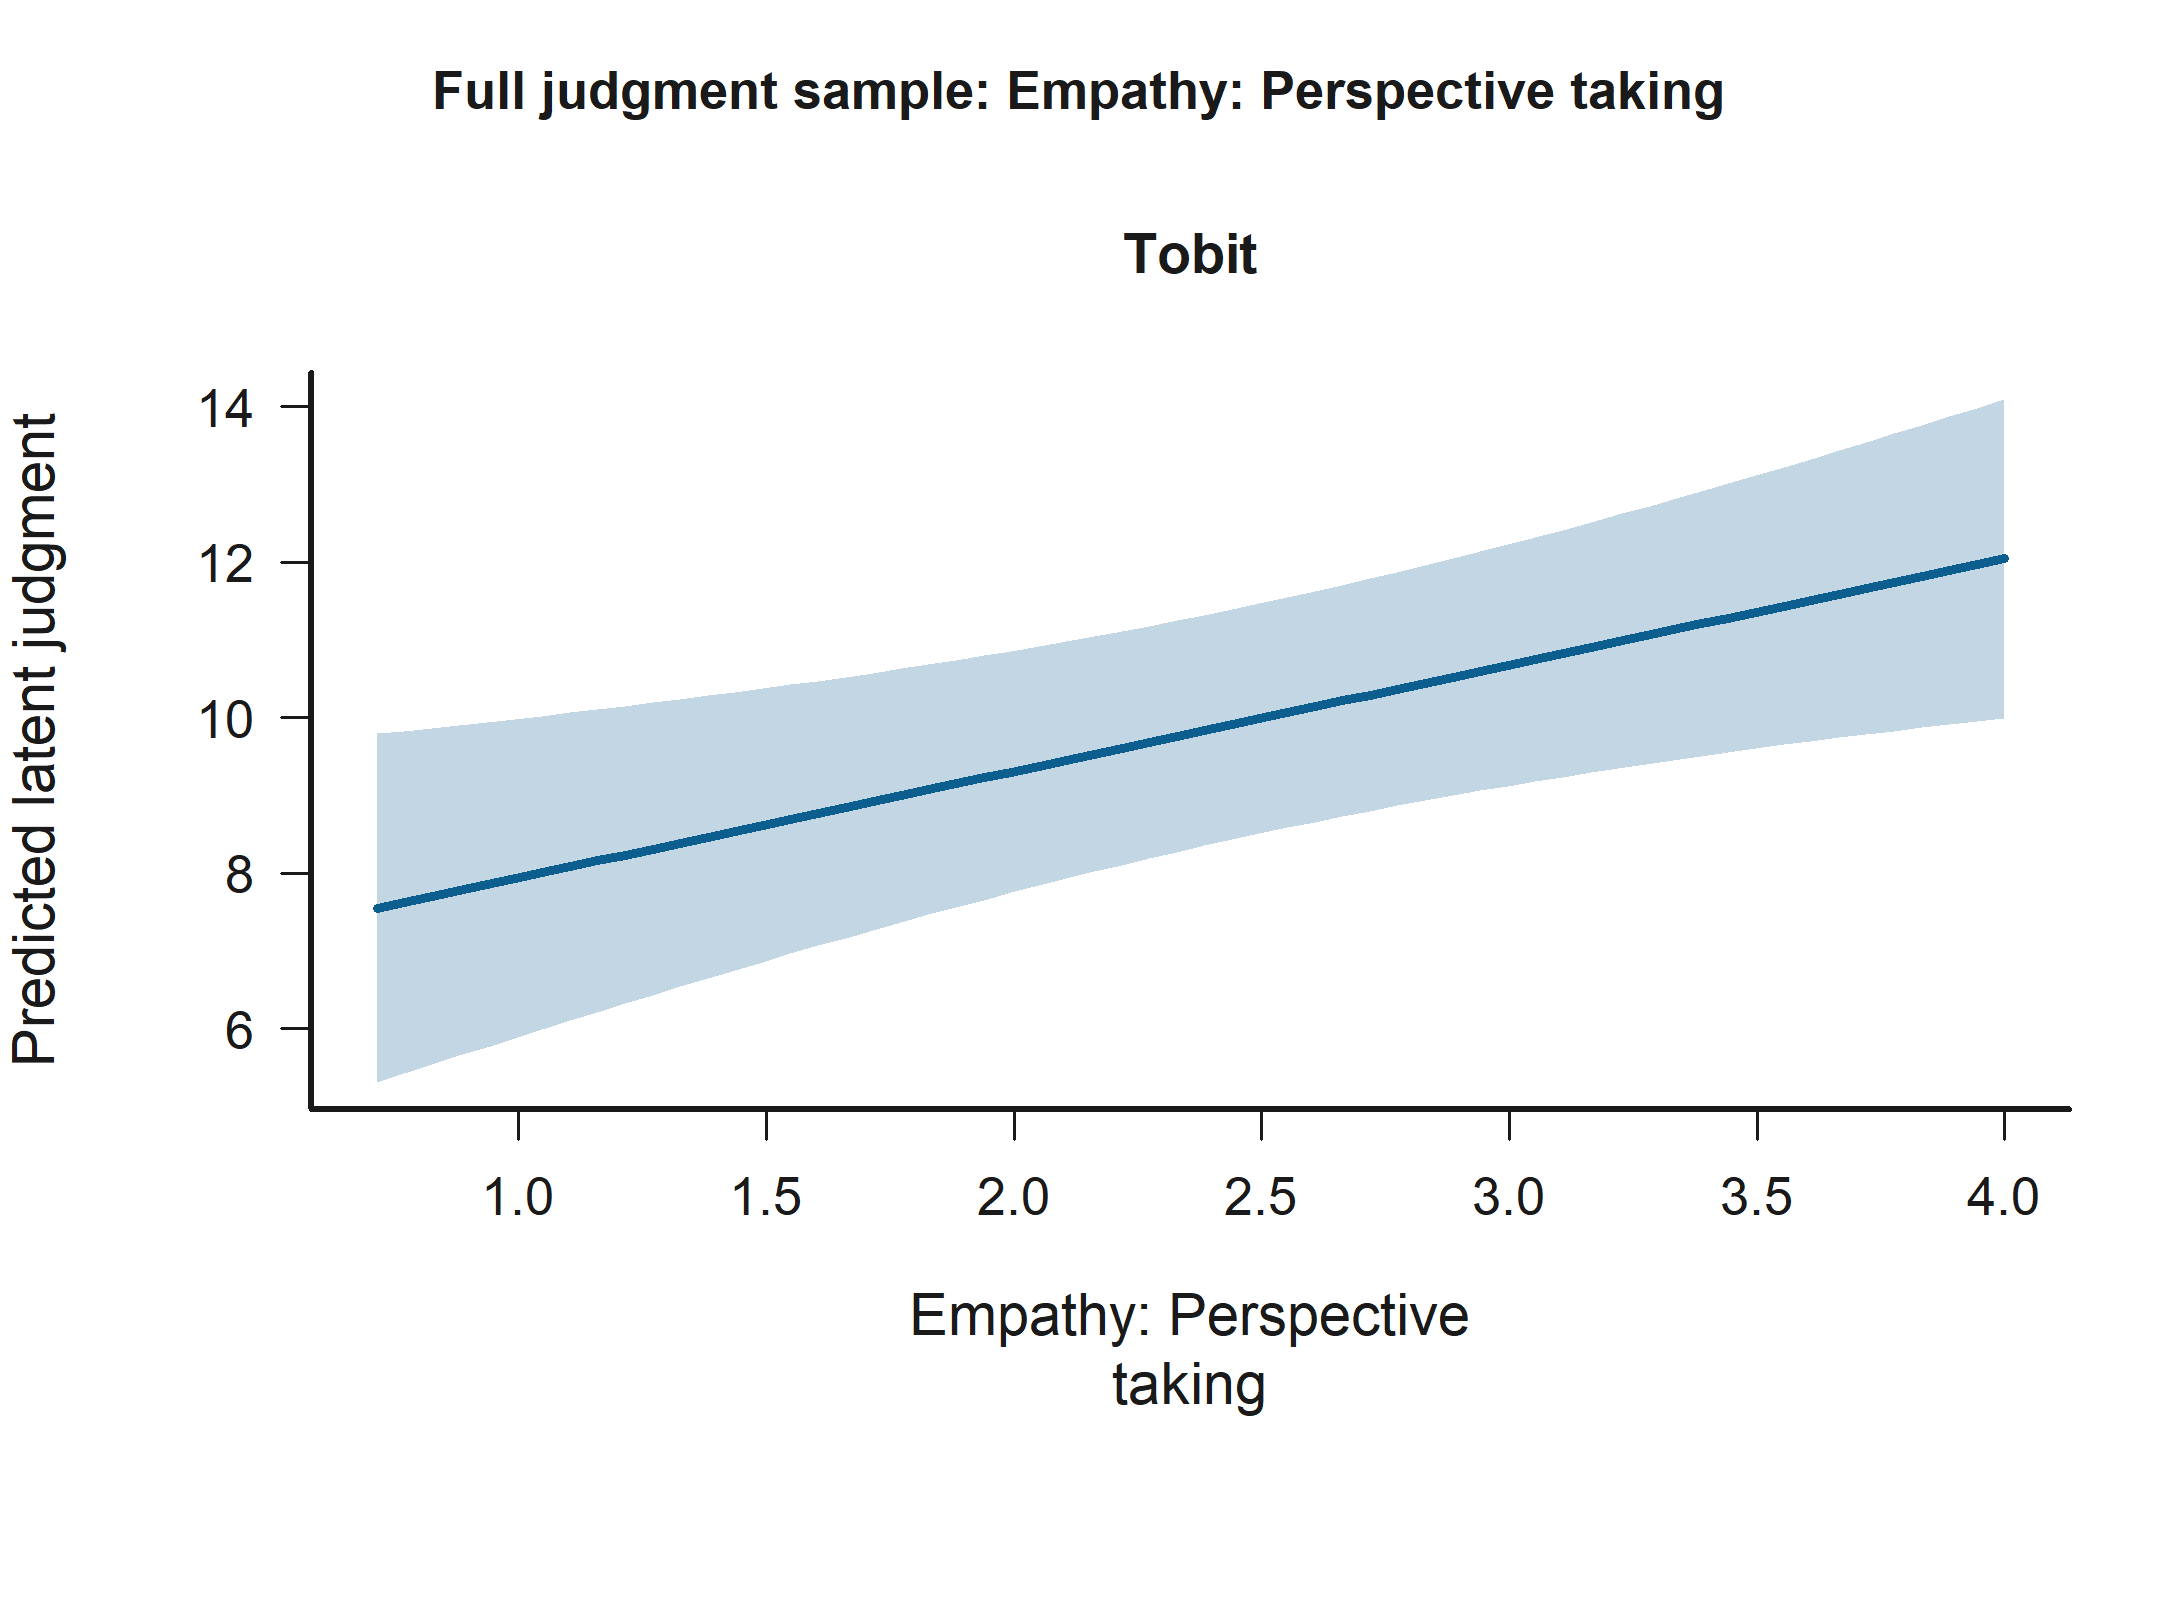 Full judgment sample: Empathy: Perspective taking
Tobit
Predicted latent judgment
14
12
10
8
6
1.0 1.5 2.0 2.5 3.0 3.5 4.0
Empathy: Perspective
taking